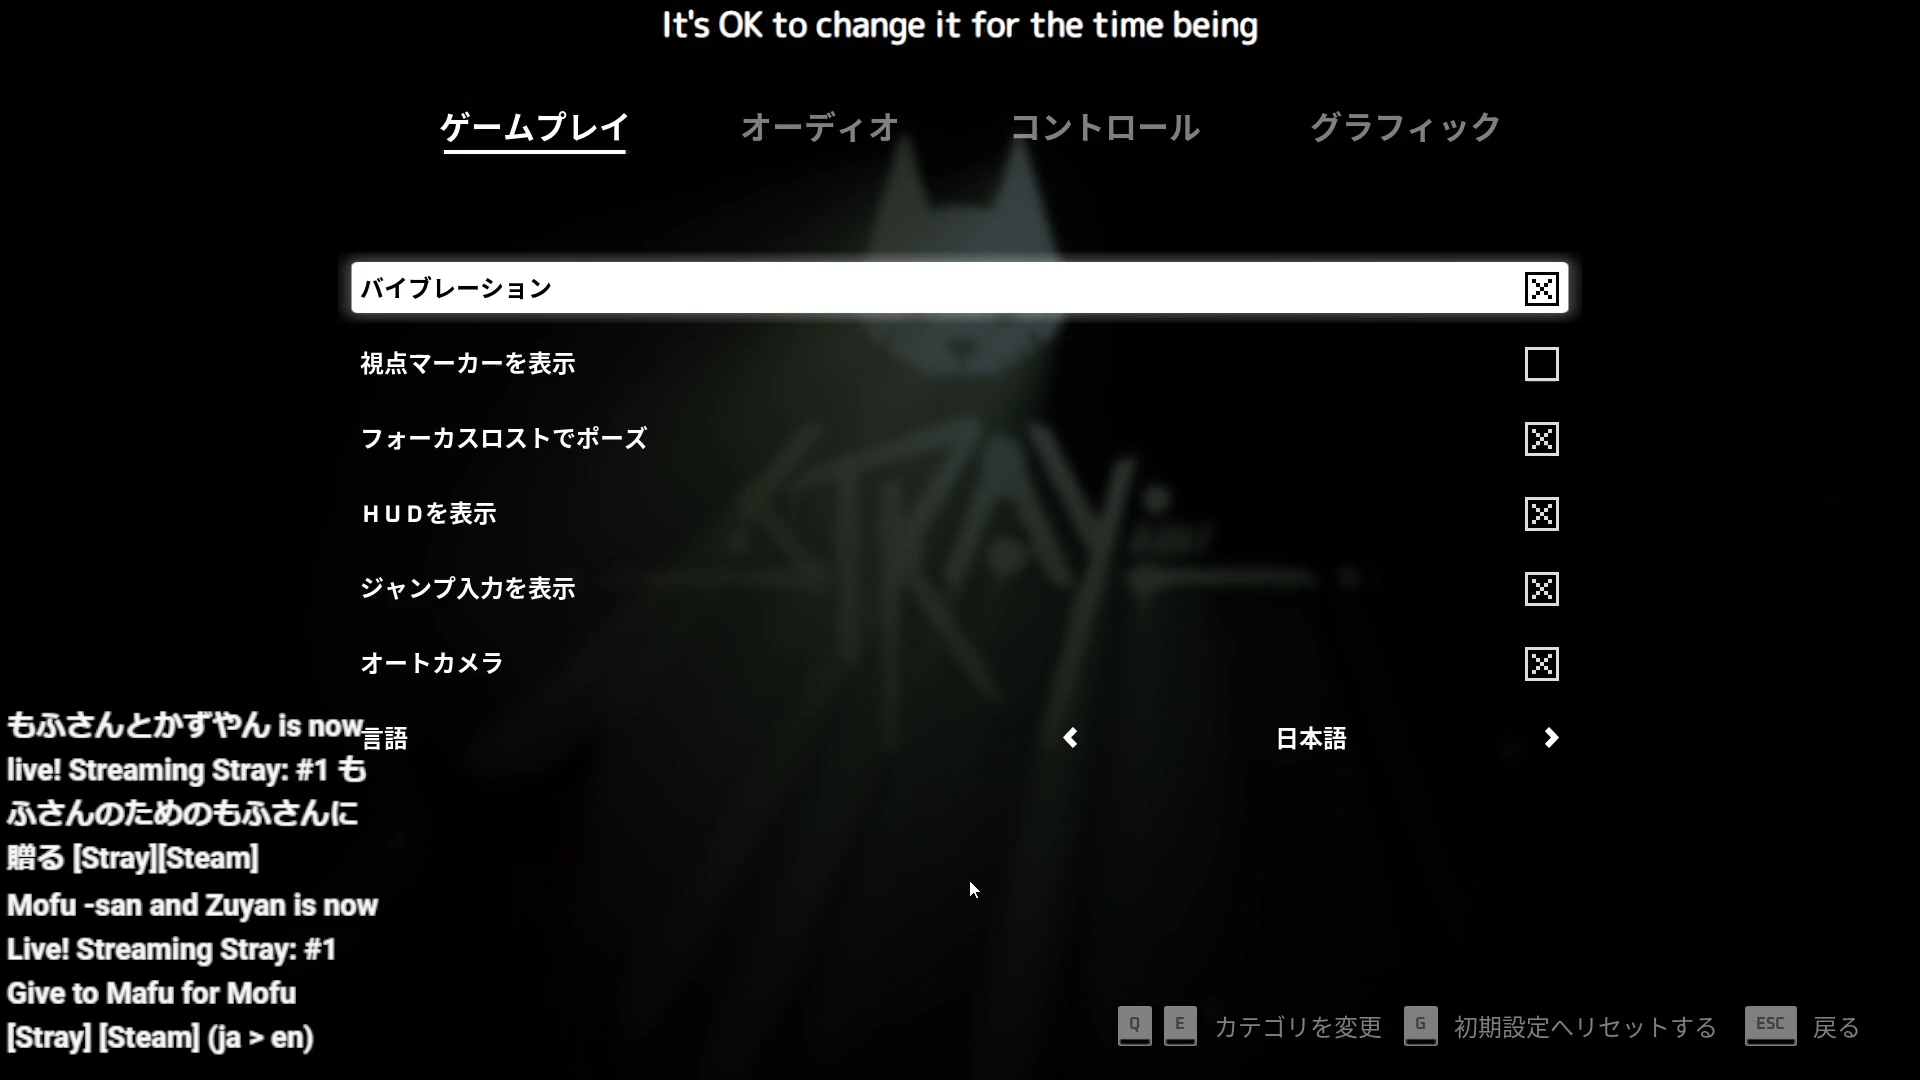 It's OK to change it for the time being
ゲームプレイ オーディオ コントロール グラフィック
バイブレーション
視点マーカーを表示
フォーカスロストでポーズ
HUDを表示
ジャンプ入力を表示
オートカメラ
言語 日本語
もふさんとかずやん is now
live! Streaming Stray: #1 も
ふさんのためのもふさんに
贈る [Stray][Steam]
Mofu -san and Zuyan is now
Live! Streaming Stray: #1
Give to Mafu for Mofu
[Stray] [Steam] (ja > en)
STRAY
Q E カテゴリを変更 G 初期設定へリセットする ESC 戻る